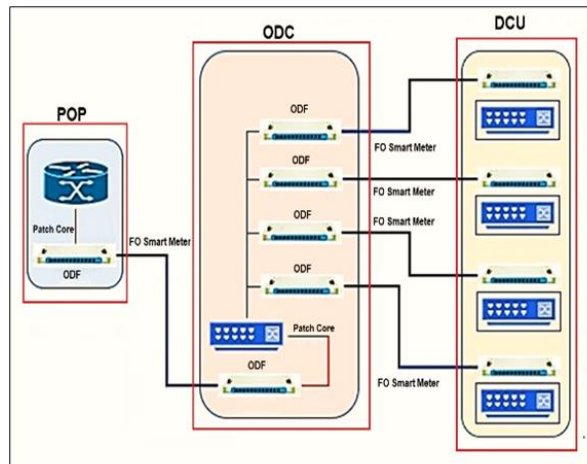 ODC
DCU
POP
ODF
FO Smart Meter
ODF
FO Smart Meter
FO Smart Meter
ODF
Patch Core
FO Smart Meter
ODF
ODF
Patch Core
ODF
FO Smart Meter